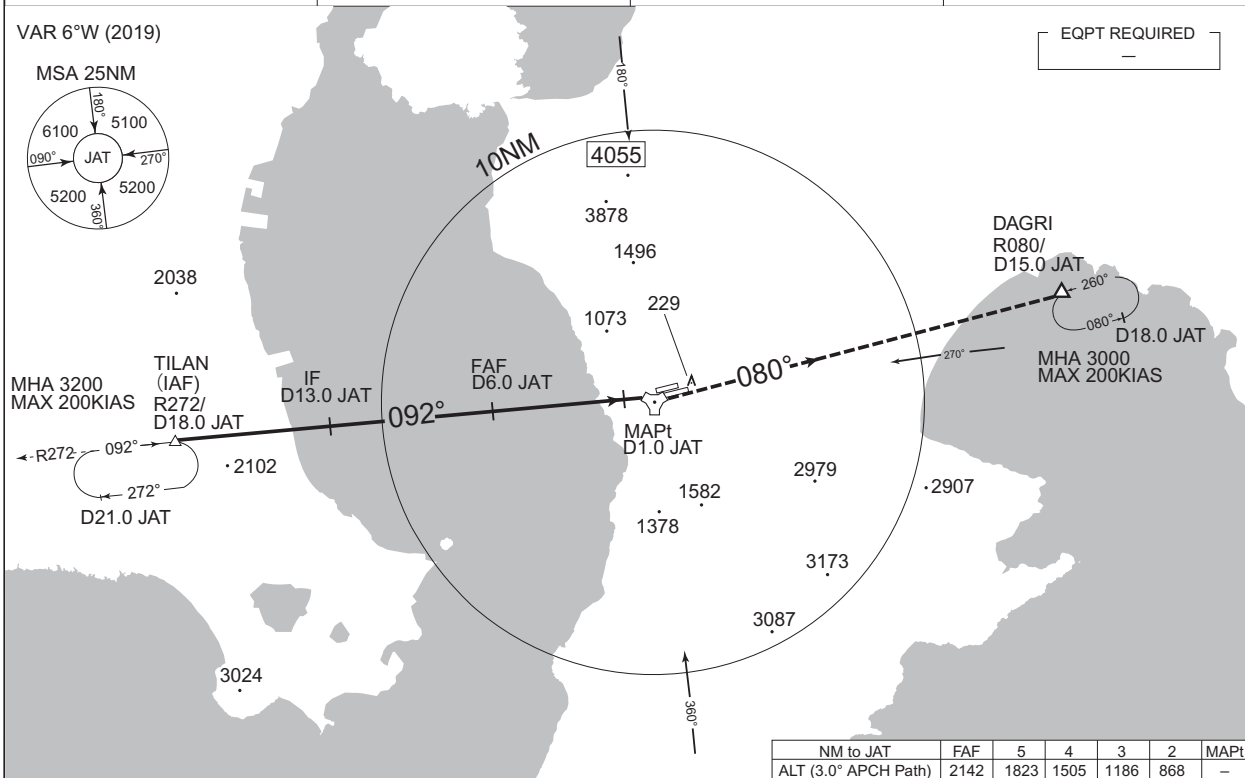 VAR 6°W (2019)
MSA 25NM
180°
6100
5100
090°
JAT
270°
5200
5200
360°
EQPT REQUIRED
–
180°
10NM
4055
3878
1496
229
1073
2038
DAGRI
R080/
D15.0 JAT
260°
080°
D18.0 JAT
MHA 3000
MAX 200KIAS
270°
080°
TILAN
(IAF)
R272/
D18.0 JAT
MHA 3200
MAX 200KIAS
R272
092°
272°
D21.0 JAT
2102
IF
D13.0 JAT
092°
FAF
D6.0 JAT
MAPt
D1.0 JAT
2979
2907
1582
1378
3173
3087
3024
360°
NM to JAT FAF 5 4 3 2 MAPt
ALT (3.0° APCH Path) 2142 1823 1505 1186 868 –